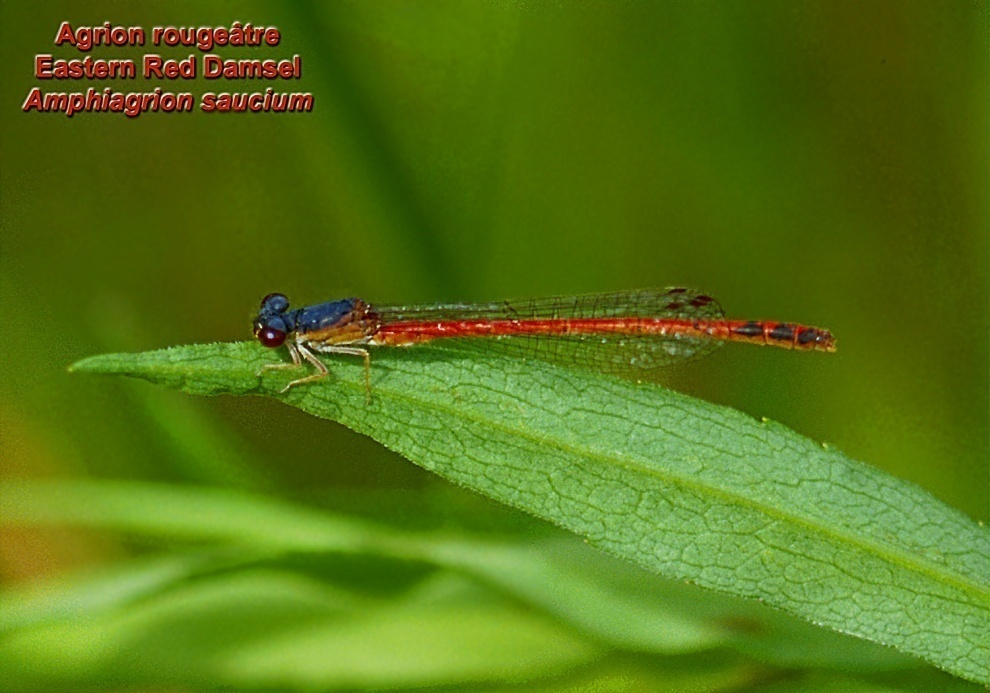 Agrion rougeâtre
Eastern Red Damsel
Amphiagrion saucium